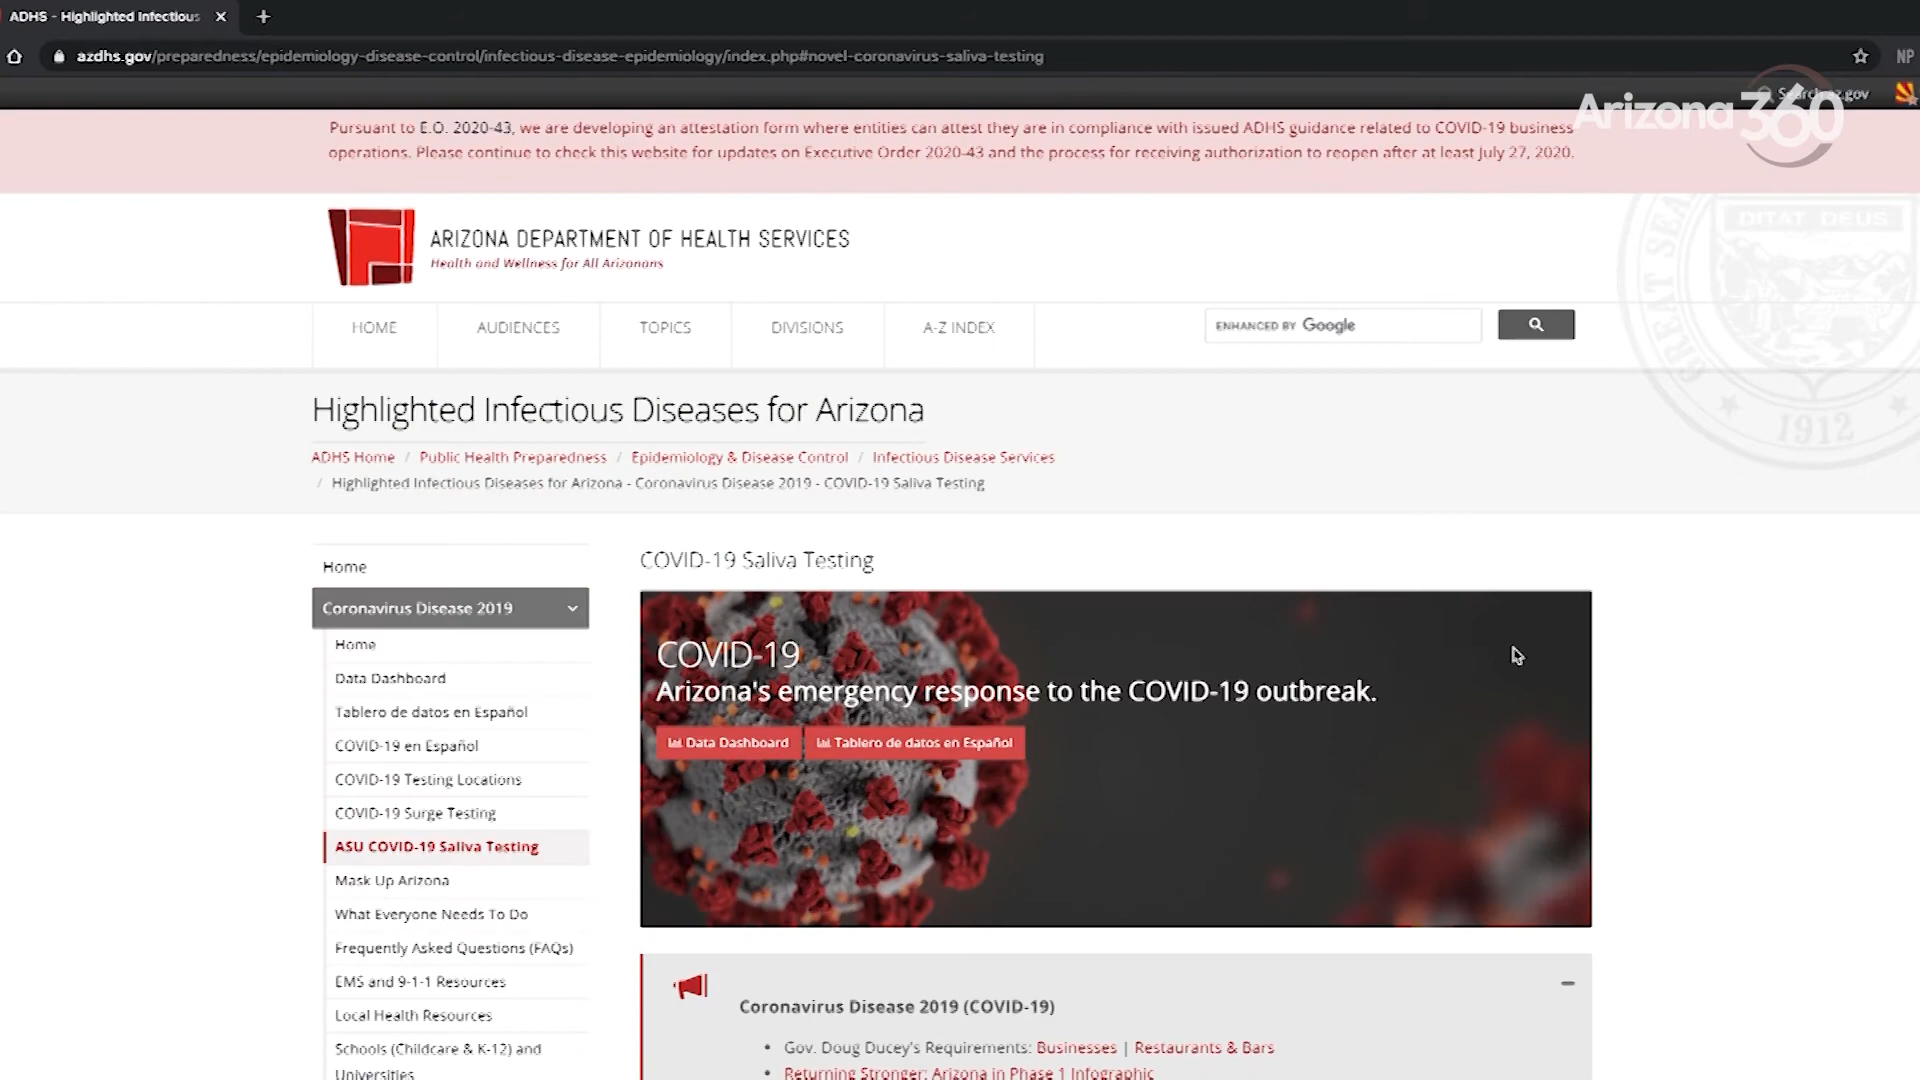 ADHS - Highlighted Infectious
azdhs.gov/preparedness/epidemiology-disease-control/infectious-disease-epidemiology/index.php#novel-coronavirus-saliva-testing
NP
Search az.gov
Arizona 360
Pursuant to E.O. 2020-43, we are developing an attestation form where entities can attest they are in compliance with issued ADHS guidance related to COVID-19 business
operations. Please continue to check this website for updates on Executive Order 2020-43 and the process for receiving authorization to reopen after at least July 27, 2020.
ARIZONA DEPARTMENT OF HEALTH SERVICES
Health and Wellness for All Arizonans
DITAT DEUS
GREAT SEAL
1912
HOME AUDIENCES TOPICS DIVISIONS A-Z INDEX
ENHANCED BY Google
Highlighted Infectious Diseases for Arizona
ADHS Home / Public Health Preparedness / Epidemiology & Disease Control / Infectious Disease Services
/ Highlighted Infectious Diseases for Arizona - Coronavirus Disease 2019 - COVID-19 Saliva Testing
Home
Coronavirus Disease 2019
Home
Data Dashboard
Tablero de datos en Español
COVID-19 en Español
COVID-19 Testing Locations
COVID-19 Surge Testing
ASU COVID-19 Saliva Testing
Mask Up Arizona
What Everyone Needs To Do
Frequently Asked Questions (FAQs)
EMS and 9-1-1 Resources
Local Health Resources
Schools (Childcare & K-12) and
Universities
COVID-19 Saliva Testing
COVID-19
Arizona's emergency response to the COVID-19 outbreak.
Data Dashboard Tablero de datos en Español
Coronavirus Disease 2019 (COVID-19)
• Gov. Doug Ducey's Requirements: Businesses | Restaurants & Bars
• Returning Stronger: Arizona in Phase 1 Infographic